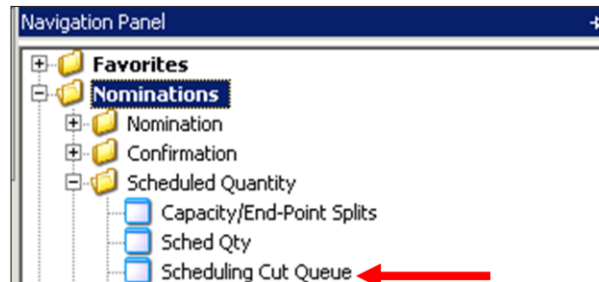 Navigation Panel
Favorites
Nominations
Nomination
Confirmation
Scheduled Quantity
Capacity/End-Point Splits
Sched Qty
Scheduling Cut Queue